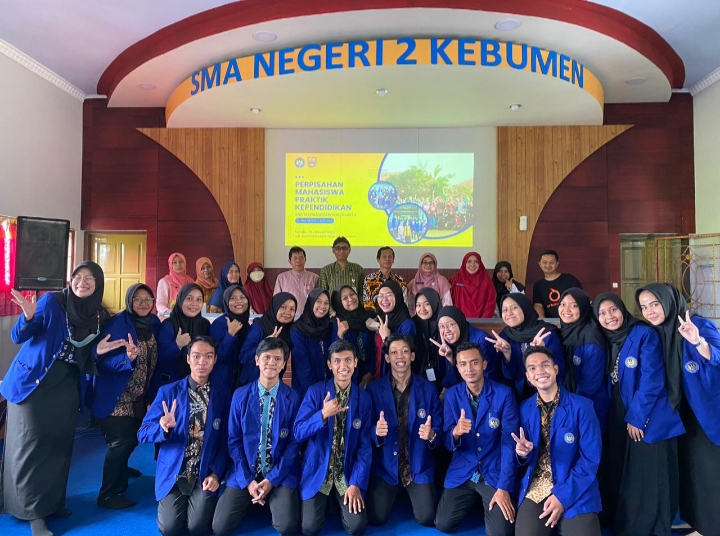 SMA NEGERI 2 KEBUMEN
PERPISAHAN
MAHASISWA
PRAKTIK
KEPENDIDIKAN